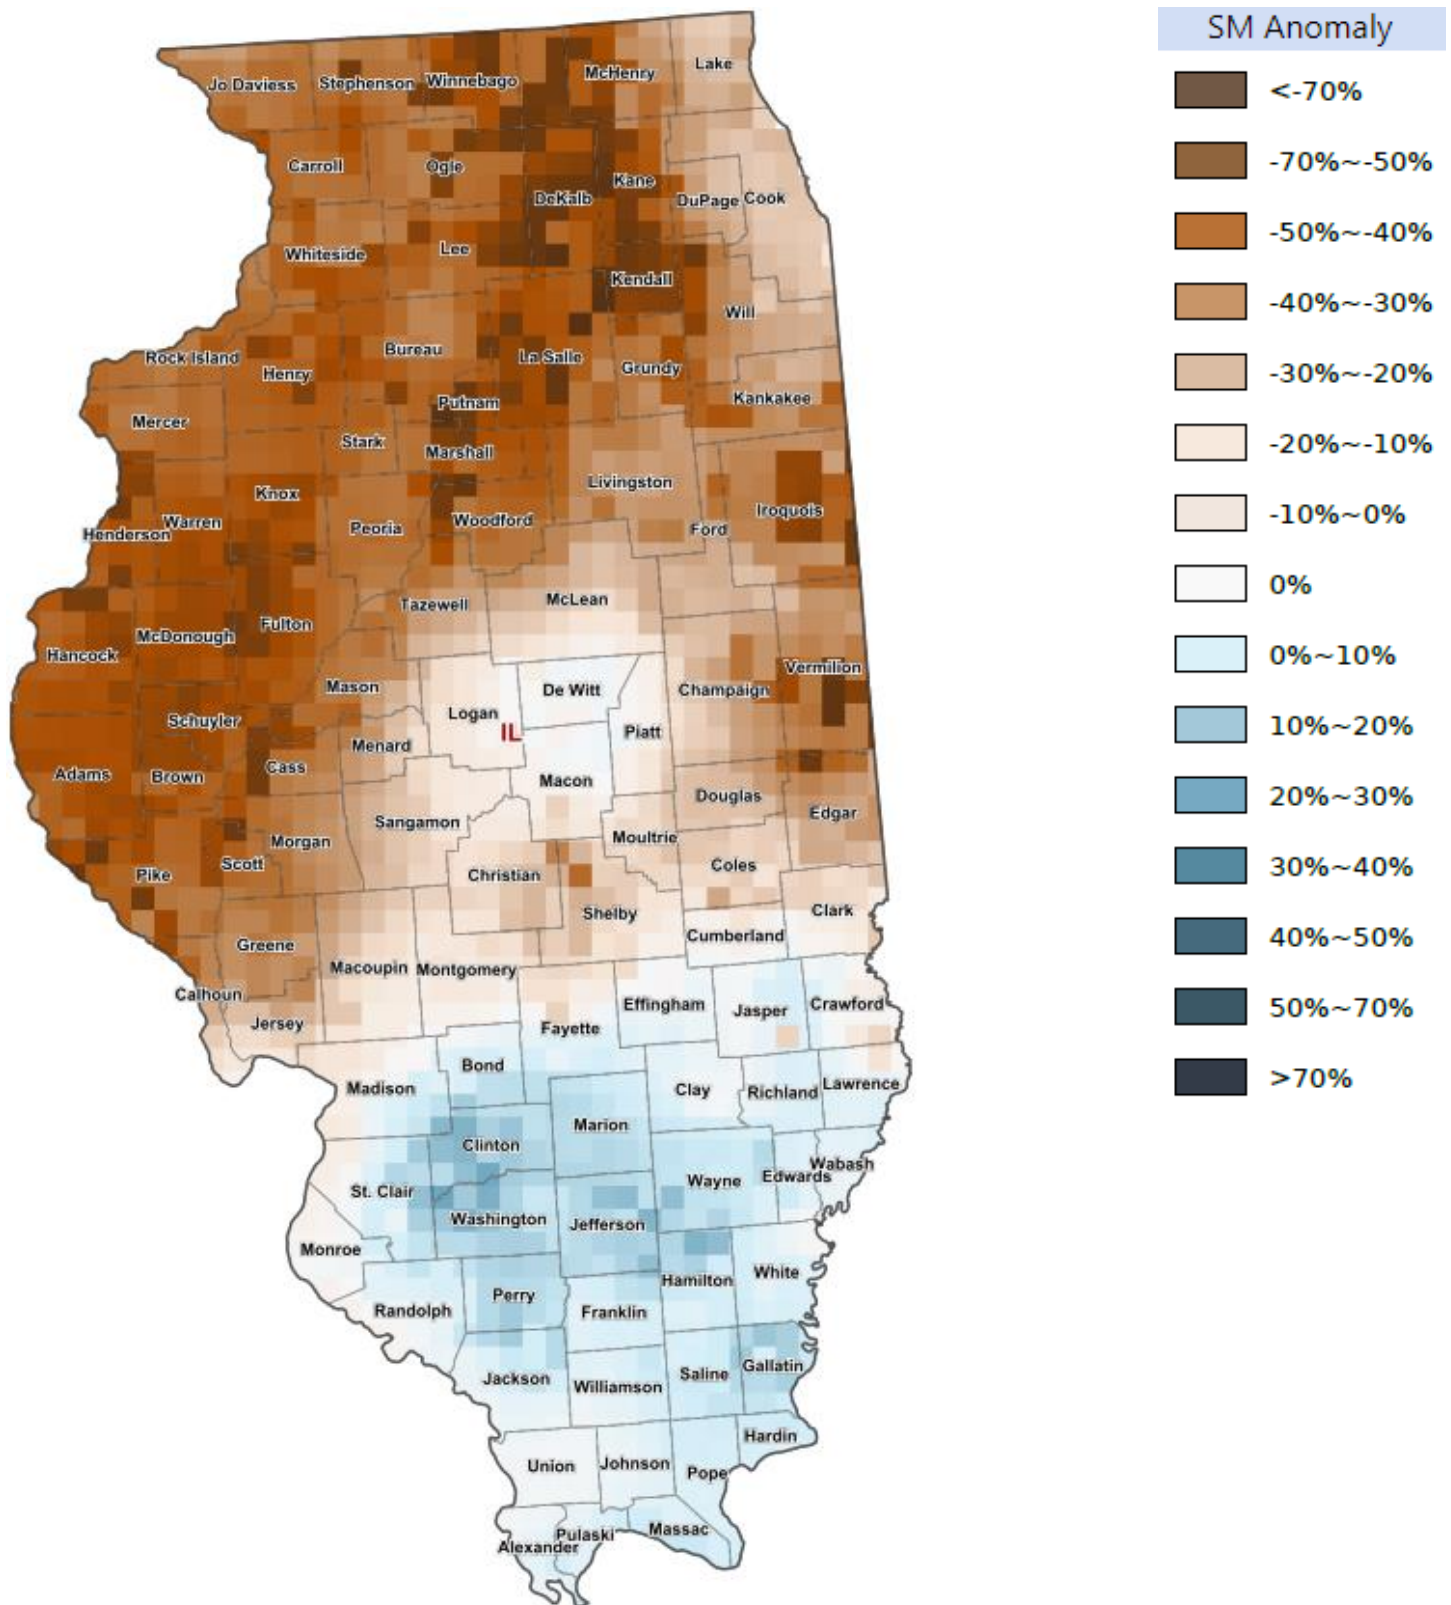 SM Anomaly
<-70%
-70%~-50%
-50%~-40%
-40%~-30%
-30%~-20%
-20%~-10%
-10%~0%
0%
0%~10%
10%~20%
20%~30%
30%~40%
40%~50%
50%~70%
>70%
Jo Daviess
Stephenson
Winnebago
McHenry
Lake
Carroll
Ogle
DeKalb
Kane
DuPage
Cook
Whiteside
Lee
Kendall
Will
Rock Island
Henry
Bureau
La Salle
Grundy
Kankakee
Mercer
Putnam
Stark
Marshall
Knox
Livingston
Henderson
Warren
Peoria
Woodford
Ford
Iroquois
Tazewell
McLean
Hancock
McDonough
Fulton
Mason
De Witt
Champaign
Vermilion
Schuyler
Logan
IL
Piatt
Menard
Adams
Brown
Cass
Macon
Douglas
Edgar
Sangamon
Moultrie
Morgan
Pike
Scott
Christian
Coles
Shelby
Clark
Greene
Cumberland
Macoupin
Montgomery
Calhoun
Effingham
Jasper
Crawford
Jersey
Fayette
Bond
Madison
Clay
Richland
Lawrence
Clinton
Marion
Wabash
St. Clair
Wayne
Edwards
Washington
Jefferson
Monroe
Hamilton
White
Randolph
Perry
Franklin
Jackson
Williamson
Saline
Gallatin
Hardin
Union
Johnson
Pope
Alexander
Pulaski
Massac